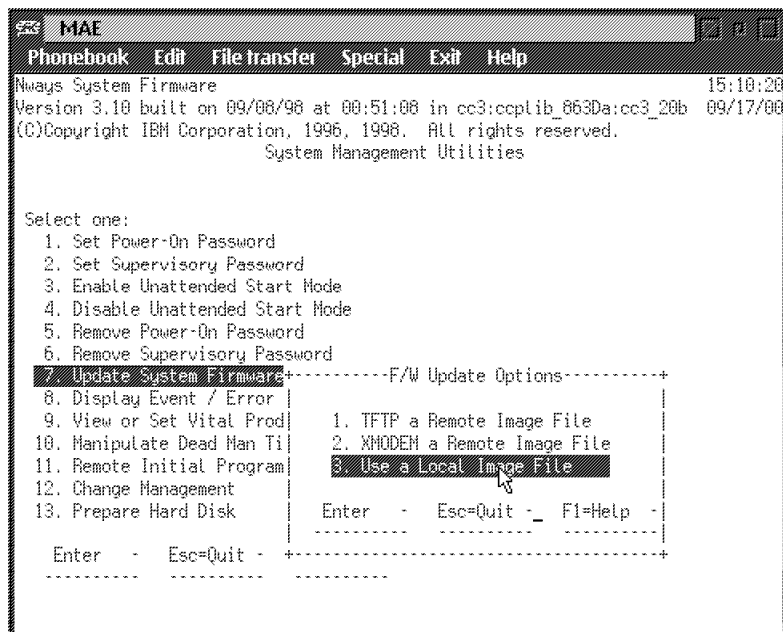 MAE
Phonebook Edit File transfer Special Exit Help
Nways System Firmware 15:10:20
Version 3.10 built on 09/08/98 at 00:51:08 in cc3:ccplib_863Da:cc3_20b 09/17/00
(C)Copyright IBM Corporation, 1996, 1998. All rights reserved.
System Management Utilities
Select one:
1. Set Power-On Password
2. Set Supervisory Password
3. Enable Unattended Start Mode
4. Disable Unattended Start Mode
5. Remove Power-On Password
6. Remove Supervisory Password
7. Update System Firmware+----------F/W Update Options----------+
8. Display Event / Error |
9. View or Set Vital Prod| 1. TFTP a Remote Image File |
10. Manipulate Dead Man Ti| 2. XMODEM a Remote Image File |
11. Remote Initial Program| 3. Use a Local Image File |
12. Change Management |
13. Prepare Hard Disk | Enter - Esc=Quit -_ F1=Help -|
Enter - Esc=Quit -